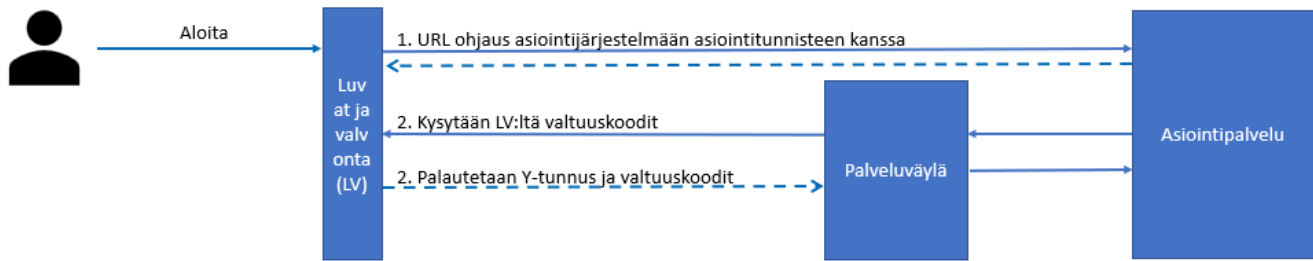 Aloita
1. URL ohjaus asiointijärjestelmään asiointitunnisteen kanssa
Luv
at ja
valv
onta
(LV)
2. Kysytään LV:ltä valtuuskoodit
2. Palautetaan Y-tunnus ja valtuuskoodit
Palveluväylä
Asiointipalvelu